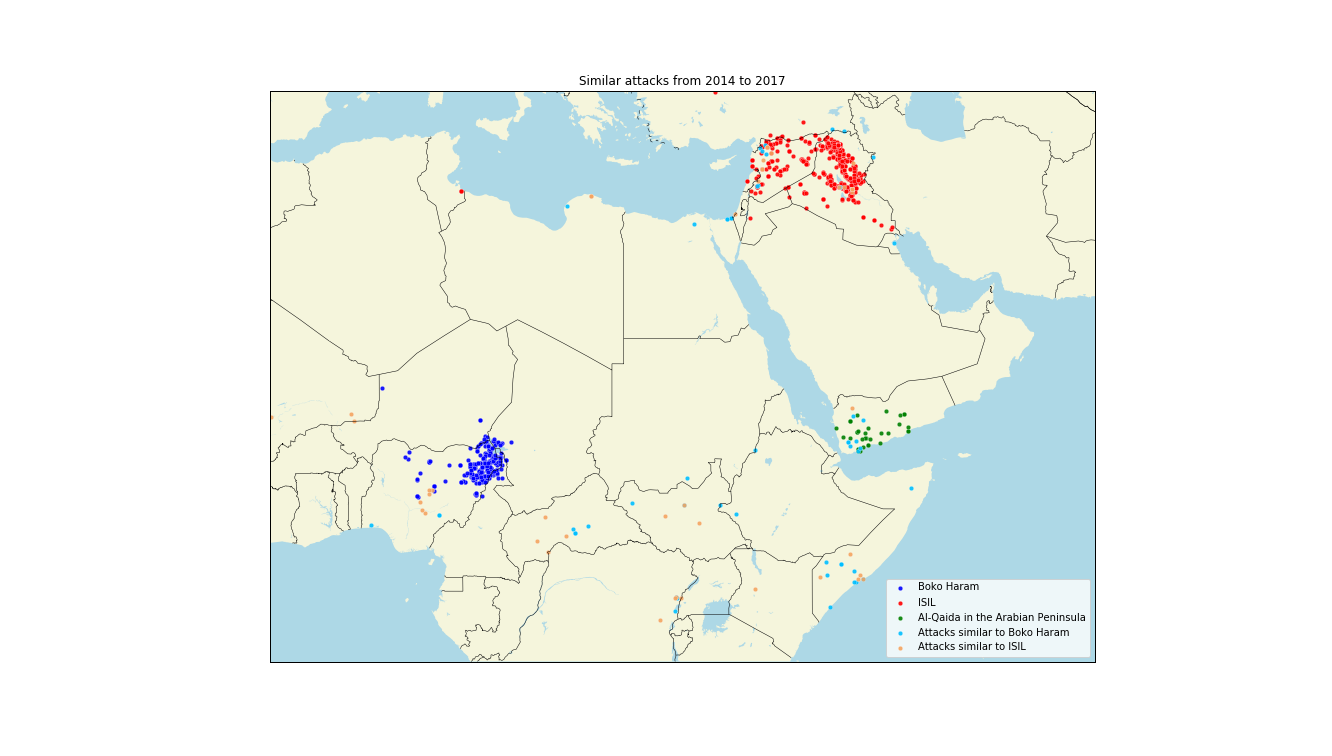 Similar attacks from 2014 to 2017
Boko Haram
ISIL
Al-Qaida in the Arabian Peninsula
Attacks similar to Boko Haram
Attacks similar to ISIL